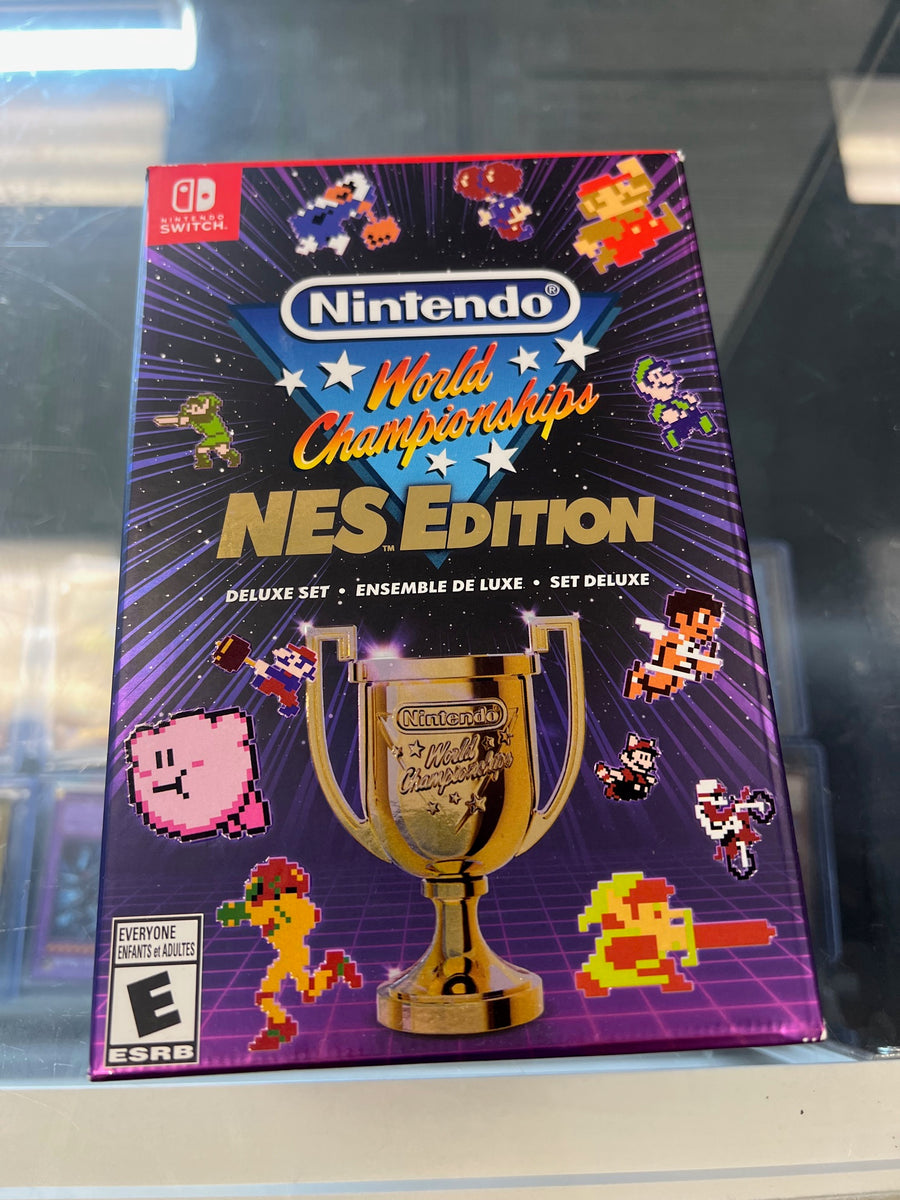 NINTENDO
SWITCH.
Nintendo®
World
Championships
NES™ EDITION
DELUXE SET • ENSEMBLE DE LUXE • SET DELUXE
Nintendo
World
Championships
EVERYONE
ENFANTS et ADULTES
E
ESRB